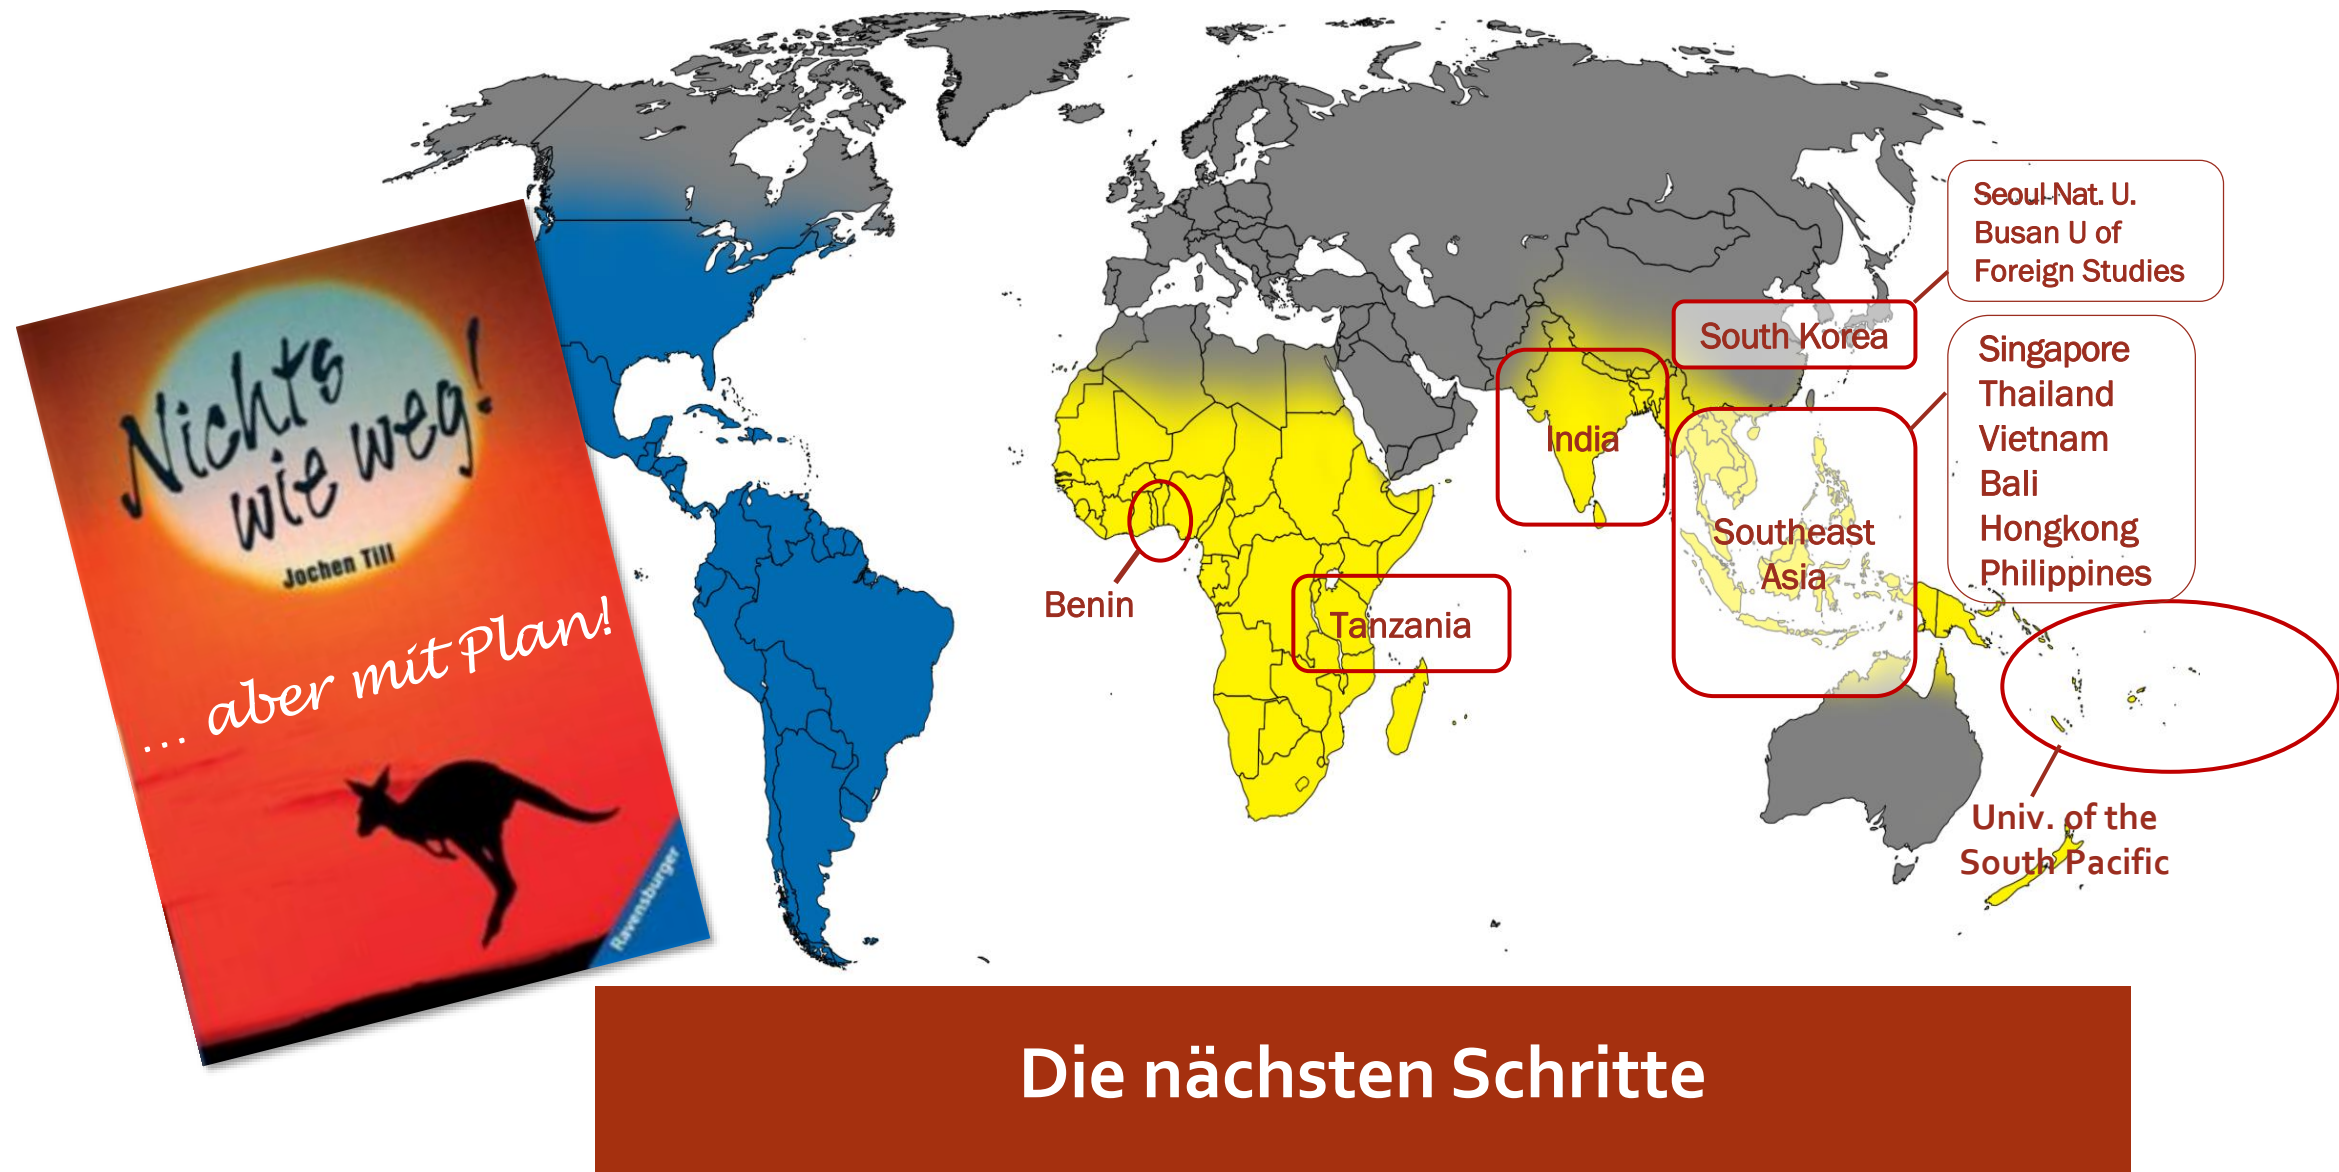 Nichts
wie weg!
Jochen Till
... aber mit Plan!
Ravensburger
Seoul Nat. U.
Busan U of
Foreign Studies
South Korea
Singapore
Thailand
Vietnam
Bali
Hongkong
Philippines
India
Southeast
Asia
Benin
Tanzania
Univ. of the
South Pacific
Die nächsten Schritte